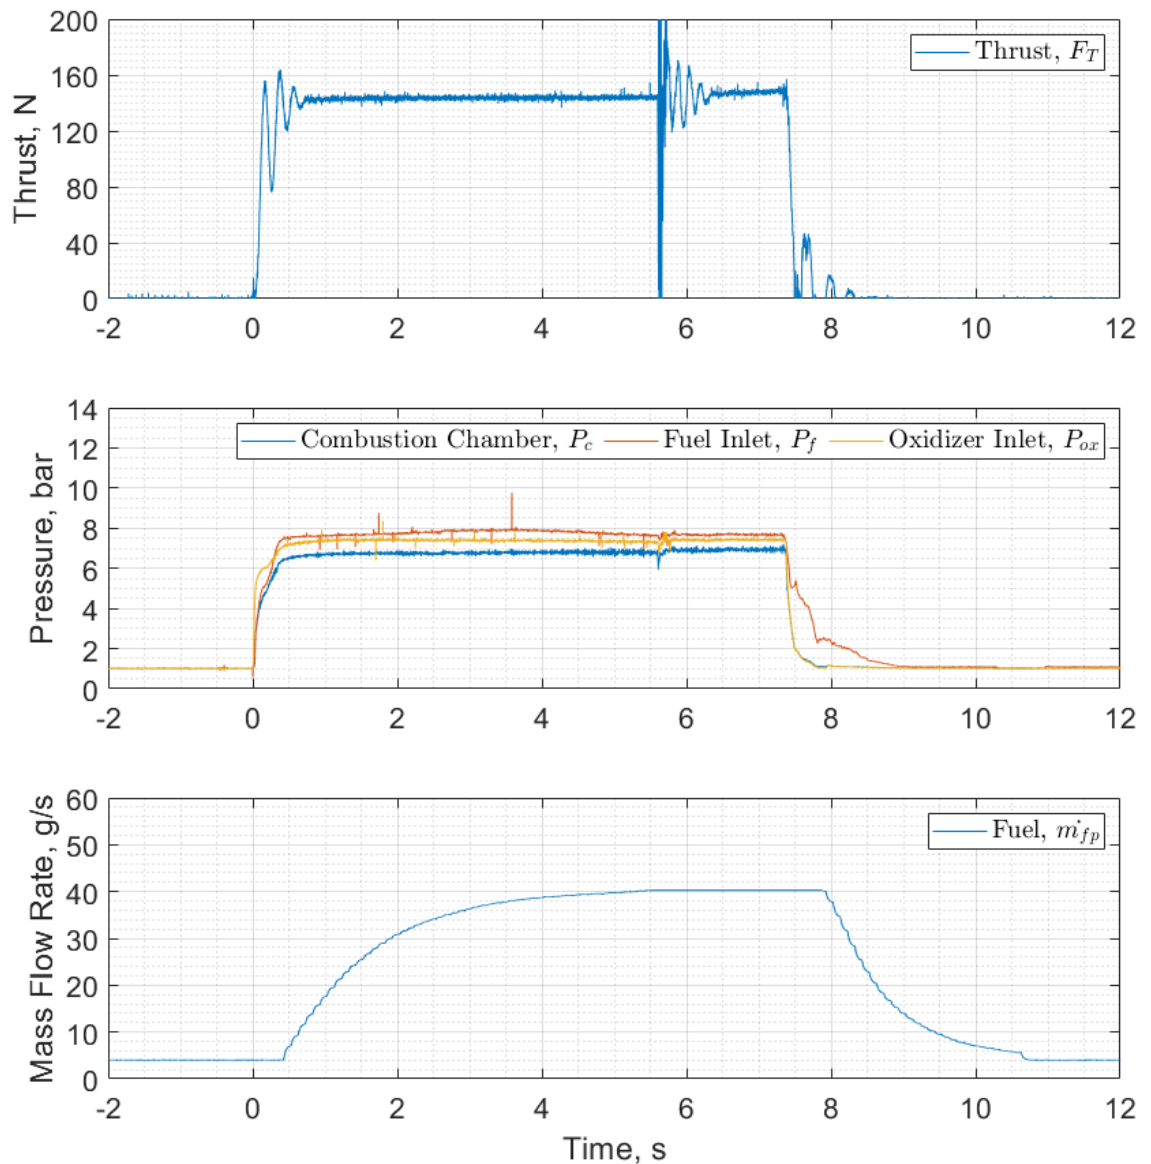 200
160
120
80
40
0
Thrust, N
Thrust, F_T
-2 0 2 4 6 8 10 12
14
12
10
8
6
4
2
0
Pressure, bar
Combustion Chamber, P_c Fuel Inlet, P_f Oxidizer Inlet, P_ox
-2 0 2 4 6 8 10 12
60
50
40
30
20
10
0
Mass Flow Rate, g/s
Fuel, ṁ_fp
-2 0 2 4 6 8 10 12
Time, s